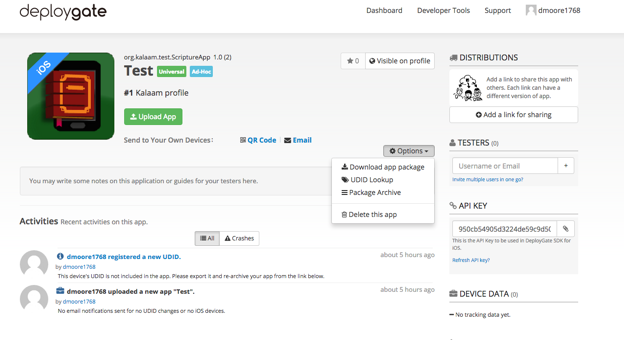 deploygate
Dashboard Developer Tools Support dmoore1768
org.kalaam.test.ScriptureApp 1.0 (2)
0 Visible on profile
iOS
Test Universal Ad-Hoc
#1 Kalaam profile
Upload App
Send to Your Own Devices: QR Code Email
Options
Download app package
UDID Lookup
Package Archive
Delete this app
You may write some notes on this application or guides for your testers here.
Activities Recent activities on this app.
All Crashes
dmoore1768 registered a new UDID. about 5 hours ago
by dmoore1768
This device's UDID is not included in the app. Please export it and re-archive your app from the link below.
dmoore1768 uploaded a new app "Test". about 5 hours ago
by dmoore1768
No email notifications sent for no UDID changes or no iOS devices.
DISTRIBUTIONS
Add a link to share this app with
others. Each link can have a
different version of app.
Add a link for sharing
TESTERS (0)
Username or Email +
Invite multiple users in one go?
API KEY
950cb54905d3224de59c9d50
This is the API Key to be used in DeployGate SDK for
iOS.
Refresh API key?
DEVICE DATA (0)
No tracking data yet.